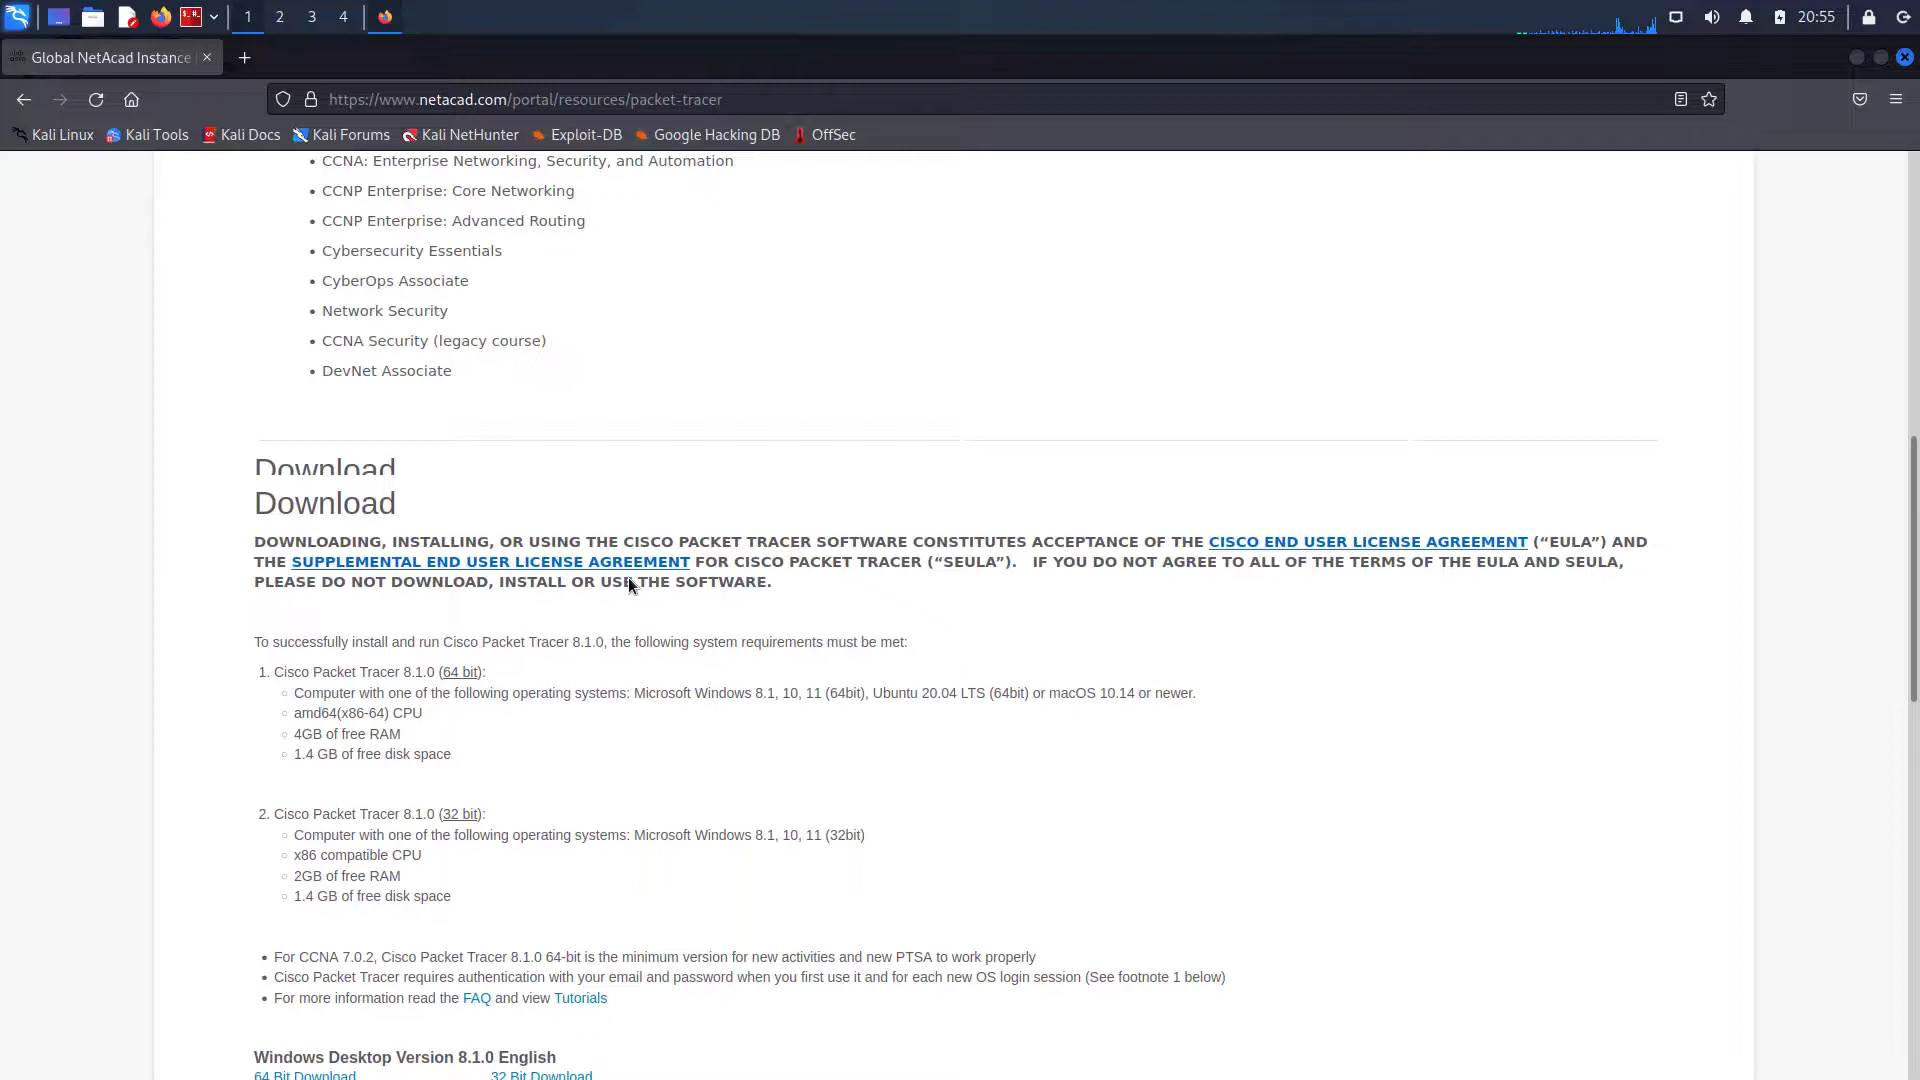 1 2 3 4 20:55
Global NetAcad Instance
https://www.netacad.com/portal/resources/packet-tracer
Kali Linux Kali Tools Kali Docs Kali Forums Kali NetHunter Exploit-DB Google Hacking DB OffSec
• CCNA: Enterprise Networking, Security, and Automation
• CCNP Enterprise: Core Networking
• CCNP Enterprise: Advanced Routing
• Cybersecurity Essentials
• CyberOps Associate
• Network Security
• CCNA Security (legacy course)
• DevNet Associate
Download
Download
DOWNLOADING, INSTALLING, OR USING THE CISCO PACKET TRACER SOFTWARE CONSTITUTES ACCEPTANCE OF THE CISCO END USER LICENSE AGREEMENT (“EULA”) AND
THE SUPPLEMENTAL END USER LICENSE AGREEMENT FOR CISCO PACKET TRACER (“SEULA”). IF YOU DO NOT AGREE TO ALL OF THE TERMS OF THE EULA AND SEULA,
PLEASE DO NOT DOWNLOAD, INSTALL OR USE THE SOFTWARE.
To successfully install and run Cisco Packet Tracer 8.1.0, the following system requirements must be met:
1. Cisco Packet Tracer 8.1.0 (64 bit):
○ Computer with one of the following operating systems: Microsoft Windows 8.1, 10, 11 (64bit), Ubuntu 20.04 LTS (64bit) or macOS 10.14 or newer.
○ amd64(x86-64) CPU
○ 4GB of free RAM
○ 1.4 GB of free disk space
2. Cisco Packet Tracer 8.1.0 (32 bit):
○ Computer with one of the following operating systems: Microsoft Windows 8.1, 10, 11 (32bit)
○ x86 compatible CPU
○ 2GB of free RAM
○ 1.4 GB of free disk space
• For CCNA 7.0.2, Cisco Packet Tracer 8.1.0 64-bit is the minimum version for new activities and new PTSA to work properly
• Cisco Packet Tracer requires authentication with your email and password when you first use it and for each new OS login session (See footnote 1 below)
• For more information read the FAQ and view Tutorials
Windows Desktop Version 8.1.0 English
64 Bit Download 32 Bit Download